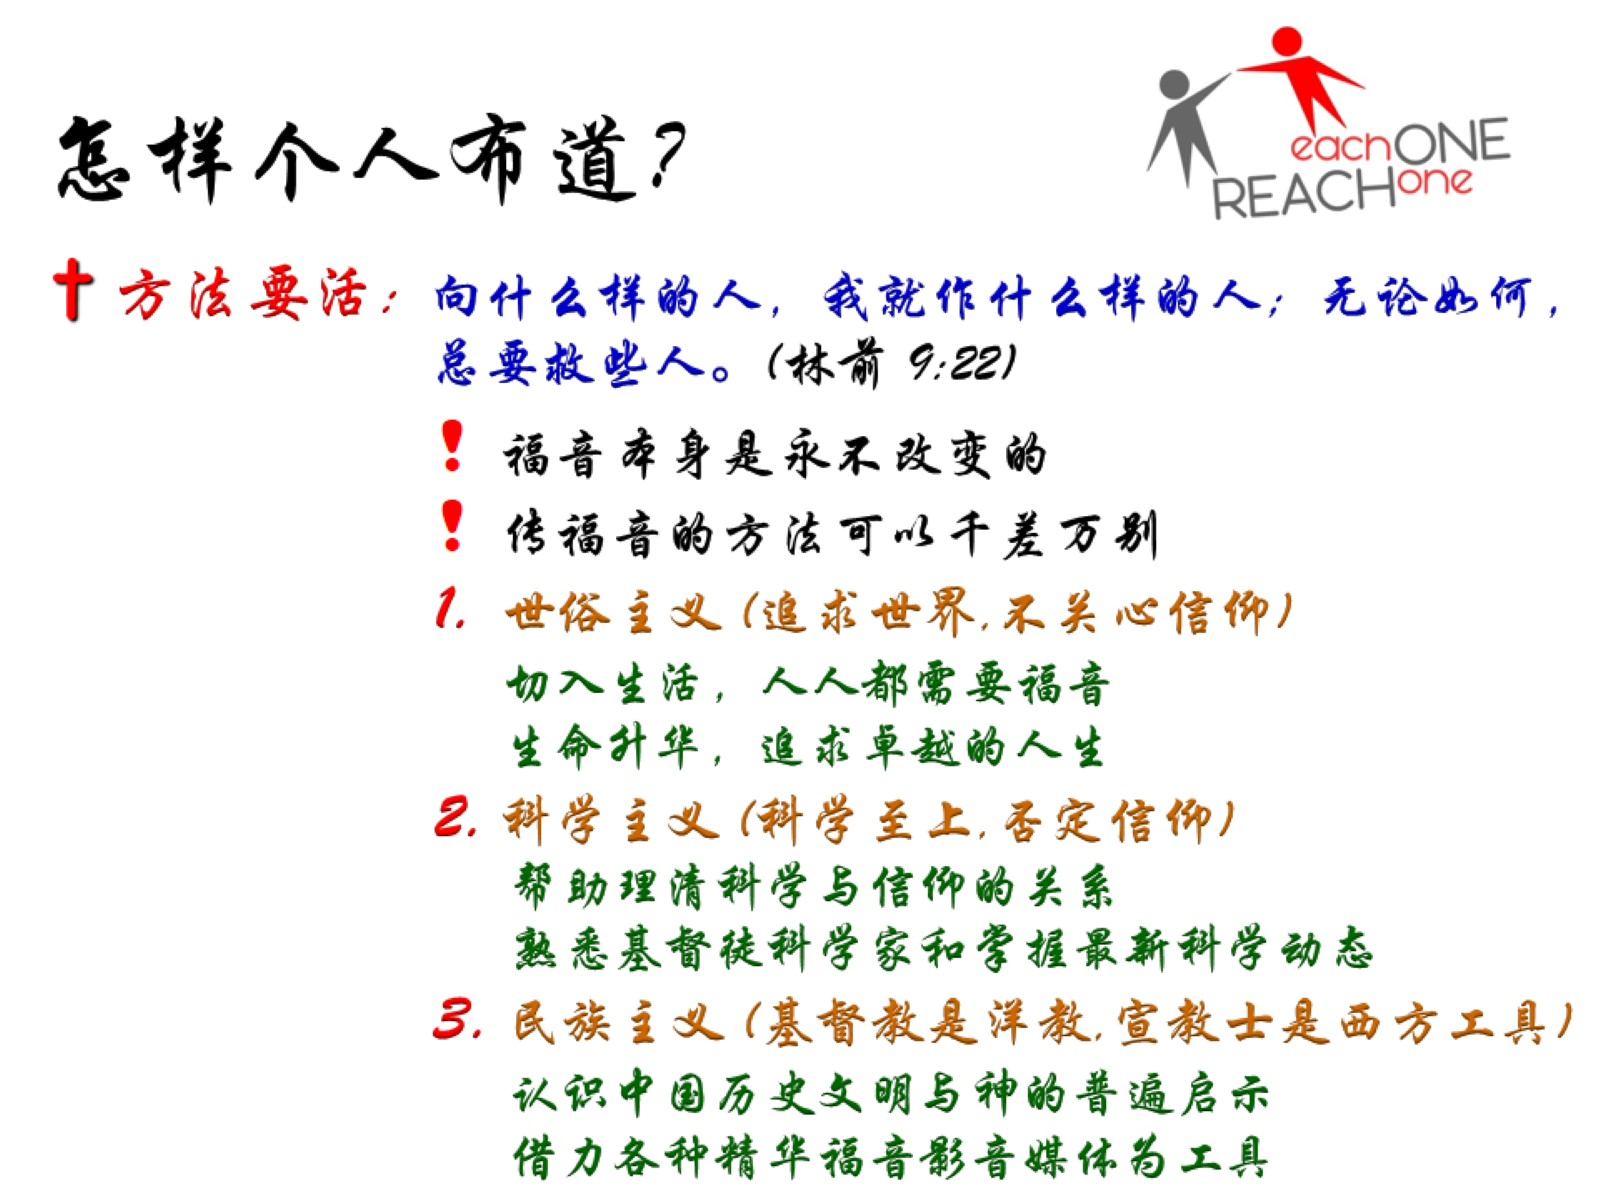 eachONE
REACHone
怎样个人布道?
方法要活: 向什么样的人, 我就作什么样的人; 无论如何,
总要救些人。(林前 9:22)
! 福音本身是永不改变的
! 传福音的方法可以千差万别
1. 世俗主义(追求世界,不关心信仰)
切入生活, 人人都需要福音
生命升华, 追求卓越的人生
2. 科学主义(科学至上,否定信仰)
帮助理清科学与信仰的关系
熟悉基督徒科学家和掌握最新科学动态
3. 民族主义(基督教是洋教,宣教士是西方工具)
认识中国历史文明与神的普遍启示
借力各种精华福音影音媒体为工具